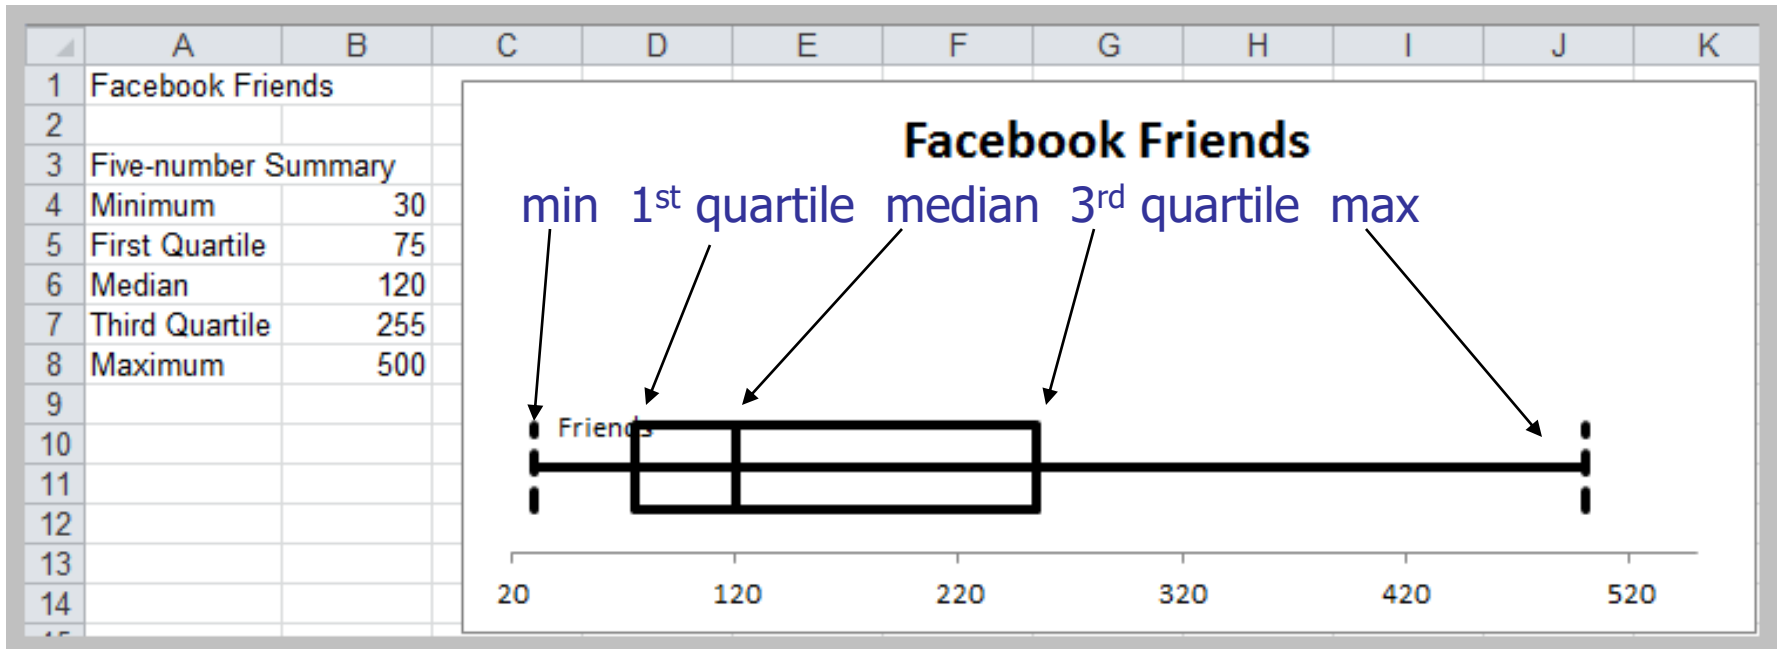 A B C D E F G H I J K
1 Facebook Friends
2
3 Five-number Summary
4 Minimum 30
5 First Quartile 75
6 Median 120
7 Third Quartile 255
8 Maximum 500
9
10
11
12
13
14
Facebook Friends
min 1st quartile median 3rd quartile max
Friends
20 120 220 320 420 520